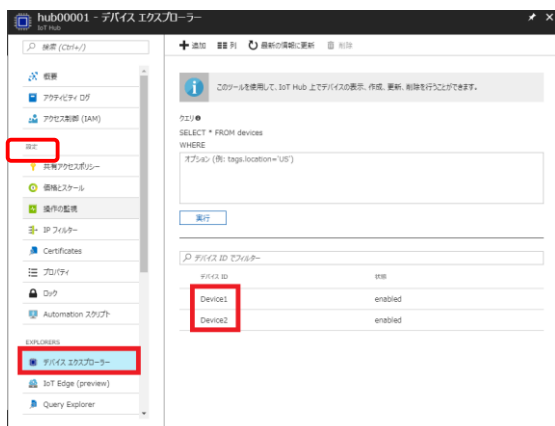 hub00001 - デバイス エクスプローラー
IoT Hub
検索 (Ctrl+/)
概要
アクティビティ ログ
アクセス制御 (IAM)
設定
共有アクセスポリシー
価格とスケール
操作の監視
IP フィルター
Certificates
プロパティ
ロック
Automation スクリプト
EXPLORERS
デバイス エクスプローラー
IoT Edge (preview)
Query Explorer
追加 列 最新の情報に更新 削除
このツールを使用して、IoT Hub 上でデバイスの表示、作成、更新、削除を行うことができます。
クエリ
SELECT * FROM devices
WHERE
オプション (例: tags.location='US')
実行
デバイス ID でフィルター
デバイス ID 状態
Device1 enabled
Device2 enabled